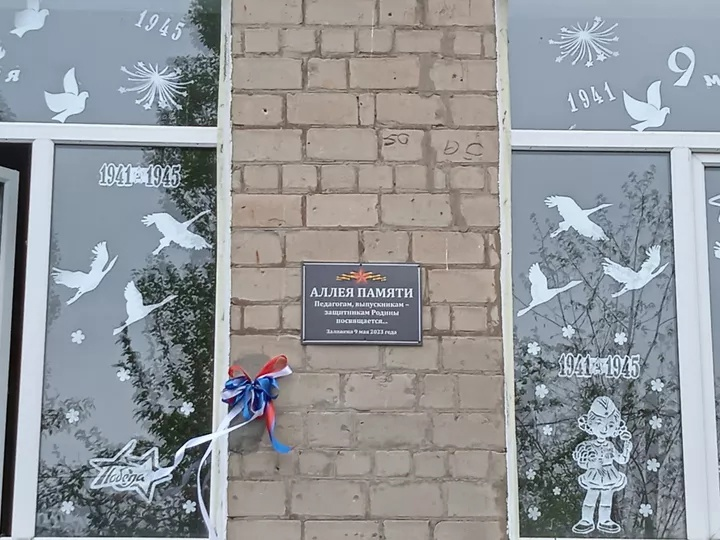 1945
я
1941
9
м
1941 1945
АЛЛЕЯ ПАМЯТИ
Педагогам, выпускникам –
защитникам Родины
посвящается...
Заложена 9 мая 2023 года
1941 1945
Победа